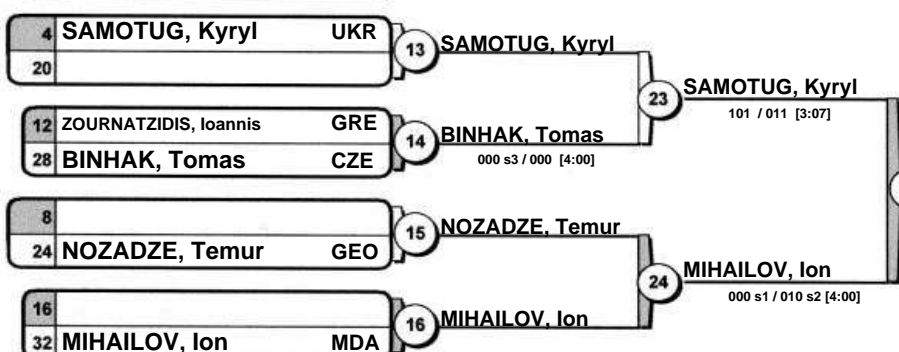 4 SAMOTUG, Kyryl UKR
20
13 SAMOTUG, Kyryl
12 ZOURNATZIDIS, Ioannis GRE
28 BINHAK, Tomas CZE
14 BINHAK, Tomas
000 s3 / 000 [4:00]
23 SAMOTUG, Kyryl
101 / 011 [3:07]
8
24 NOZADZE, Temur GEO
15 NOZADZE, Temur
16
32 MIHAILOV, Ion MDA
16 MIHAILOV, Ion
24 MIHAILOV, Ion
000 s1 / 010 s2 [4:00]